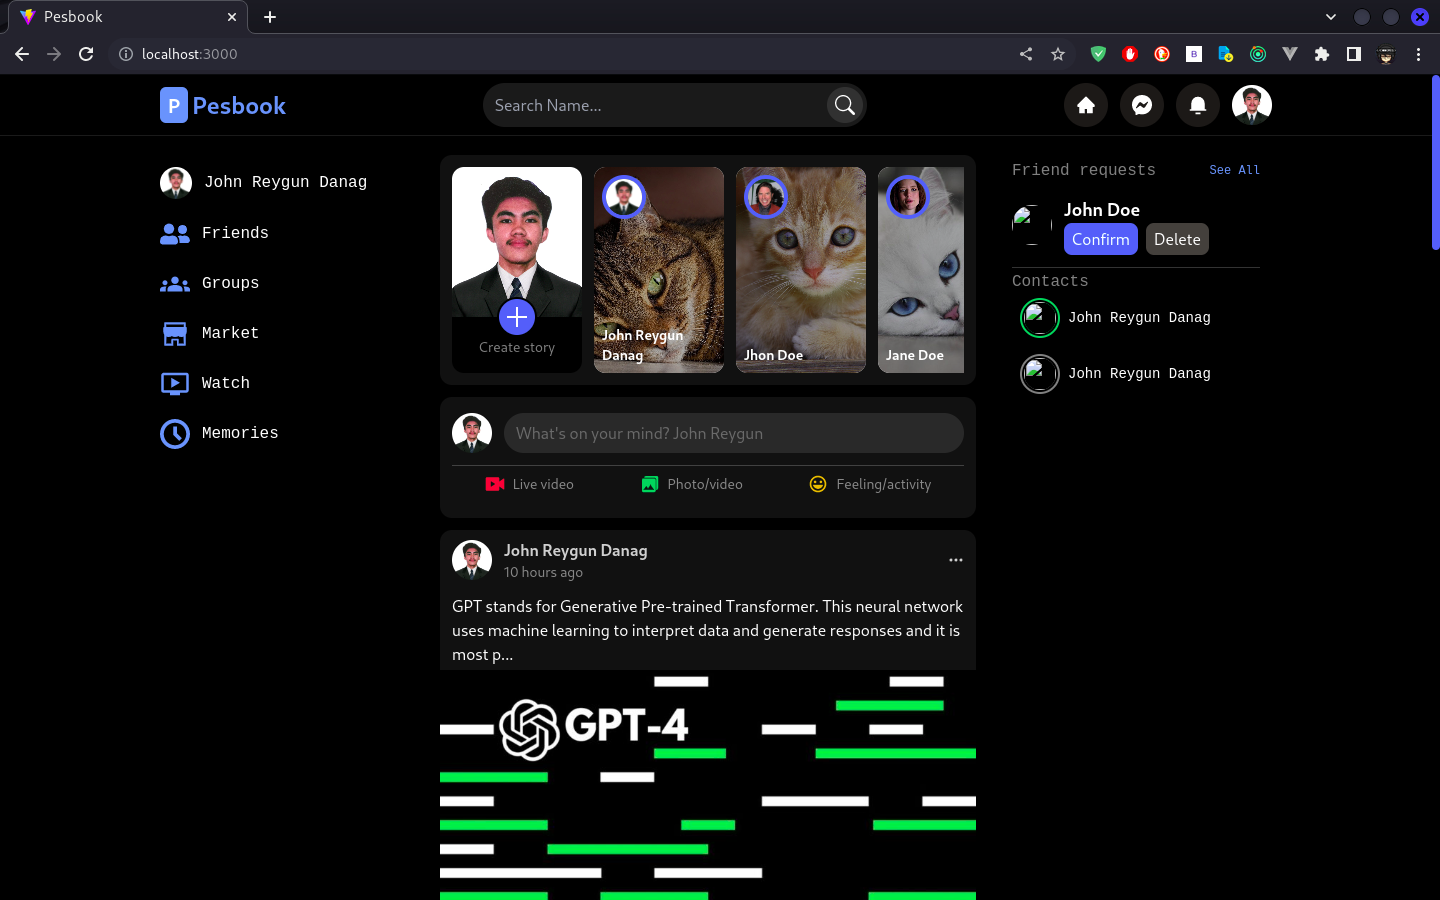 Pesbook
localhost:3000
P Pesbook
Search Name...
John Reygun Danag
Friends
Groups
Market
Watch
Memories
Create story
John Reygun
Danag
Jhon Doe
Jane Doe
What's on your mind? John Reygun
Live video
Photo/video
Feeling/activity
John Reygun Danag
10 hours ago
GPT stands for Generative Pre-trained Transformer. This neural network
uses machine learning to interpret data and generate responses and it is
most p...
GPT-4
Friend requests See All
John Doe
Confirm Delete
Contacts
John Reygun Danag
John Reygun Danag